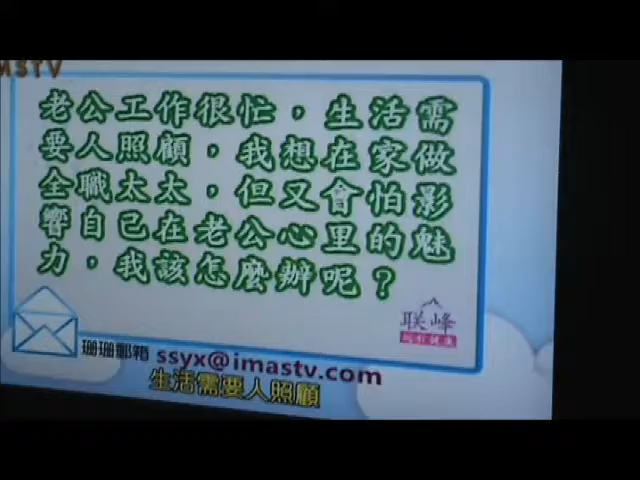 MSTV
老公工作很忙，生活需
要人照顧，我想在家做
全職太太，但又會怕影
響自己在老公心里的魅
力，我該怎麼辦呢？
联峰
珊珊郵箱 ssyx@imastv.com
生活需要人照顧